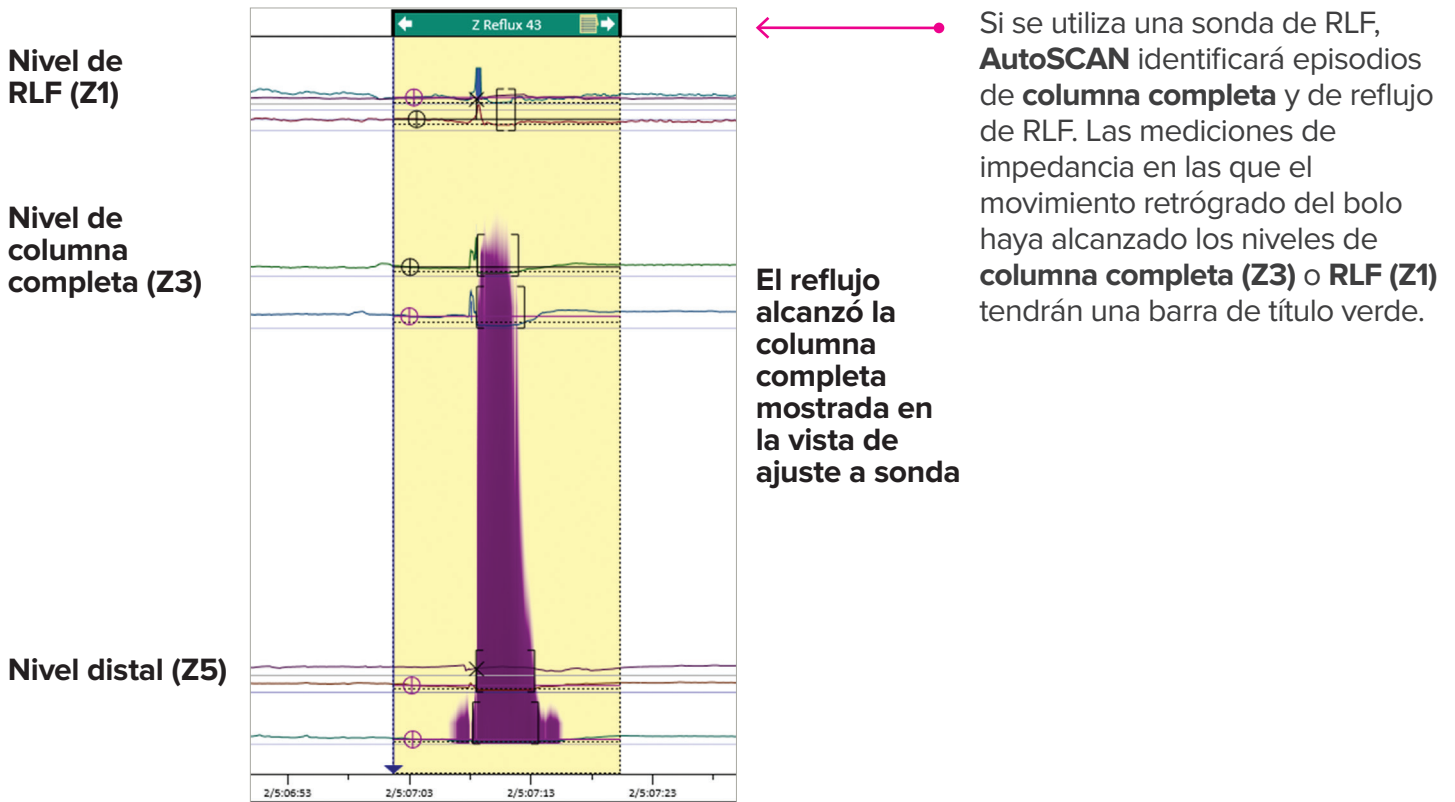 Z Reflux 43
Nivel de
RLF (Z1)
Nivel de
columna
completa (Z3)
Nivel distal (Z5)
2/5:06:53
2/5:07:03
2/5:07:13
2/5:07:23
El reflujo
alcanzó la
columna
completa
mostrada en
la vista de
ajuste a sonda
Si se utiliza una sonda de RLF,
AutoSCAN identificará episodios
de columna completa y de reflujo
de RLF. Las mediciones de
impedancia en las que el
movimiento retrógrado del bolo
haya alcanzado los niveles de
columna completa (Z3) o RLF (Z1)
tendrán una barra de título verde.